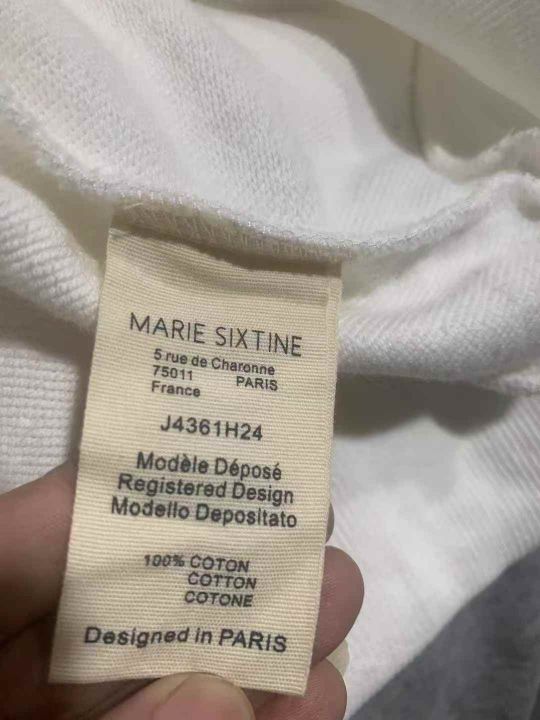 MARIE SIXTINE
5 rue de Charonne
75011 PARIS
France
J4361H24
Modèle Déposé
Registered Design
Modello Depositato
100% COTON
COTTON
COTONE
Designed in PARIS